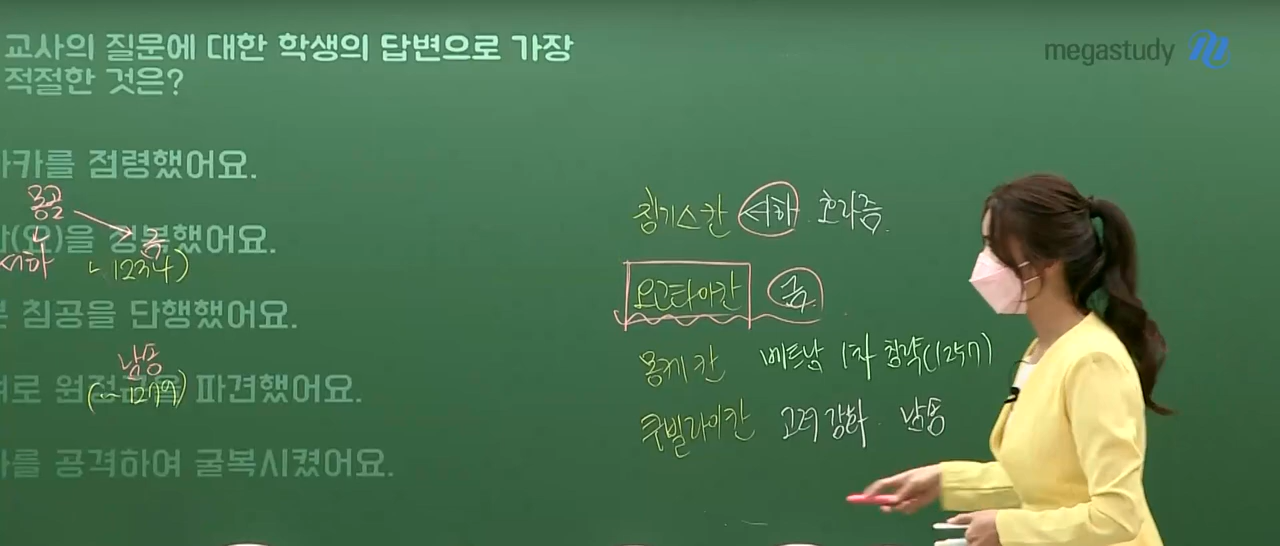 교사의 질문에 대한 학생의 답변으로 가장
적절한 것은?
megastudy
카를 점령했어요.
(요)을 정복했어요.
침공을 단행했어요.
로 원정군을 파견했어요.
를 공격하여 굴복시켰어요.
몽골
서하
금
(~1234)
남송
(~1279)
칭기스칸 서하 호라즘
오고타이칸 금
몽케칸 베트남 1차 침략(1257)
쿠빌라이칸 고려 강화 남송